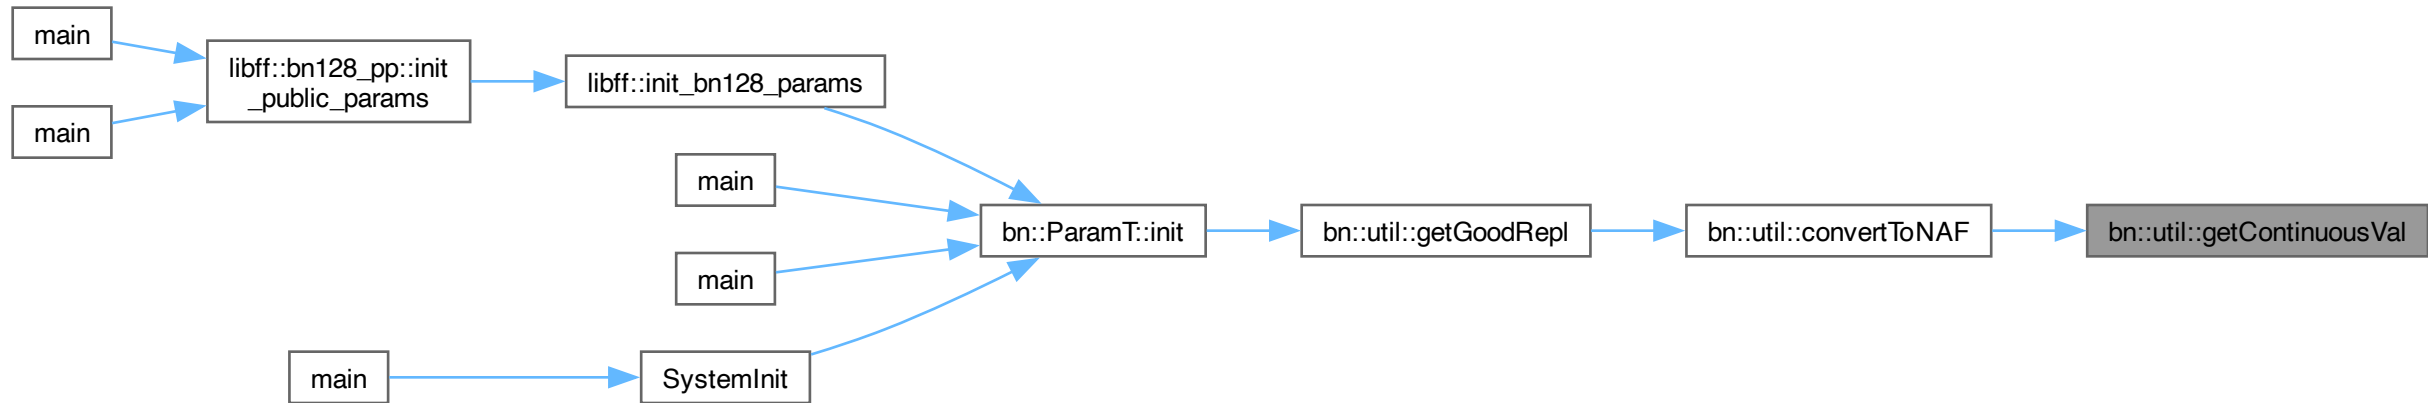 main
libff::bn128_pp::init
_public_params
libff::init_bn128_params
main
main
bn::ParamT::init
bn::util::getGoodRepl
bn::util::convertToNAF
bn::util::getContinuousVal
main
main
SystemInit